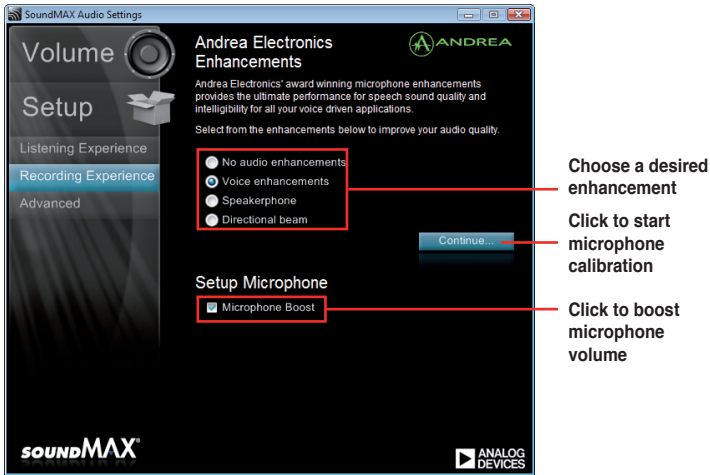 SoundMAX Audio Settings
Volume
Setup
Listening Experience
Recording Experience
Advanced
Andrea Electronics
Enhancements
ANDREA
Andrea Electronics' award winning microphone enhancements
provides the ultimate performance for speech sound quality and
intelligibility for all your voice driven applications.
Select from the enhancements below to improve your audio quality.
No audio enhancements
Voice enhancements
Speakerphone
Directional beam
Continue...
Setup Microphone
Microphone Boost
SOUNDMAX®
ANALOG
DEVICES
Choose a desired
enhancement
Click to start
microphone
calibration
Click to boost
microphone
volume